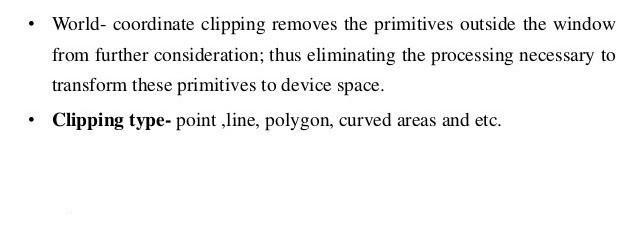 • World- coordinate clipping removes the primitives outside the window
from further consideration; thus eliminating the processing necessary to
transform these primitives to device space.
• Clipping type- point ,line, polygon, curved areas and etc.